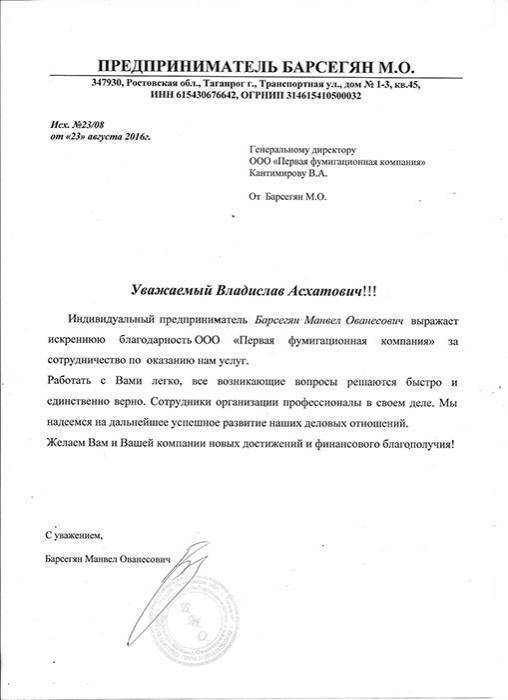 ПРЕДПРИНИМАТЕЛЬ БАРСЕГЯН М.О.
347930, Ростовская обл., Таганрог г., Транспортная ул., дом № 1-3, кв.45,
ИНН 615430676642, ОГРНИП 314615410500032
Исх. №23/08
от «23» августа 2016г.
Генеральному директору
ООО «Первая фумигационная компания»
Кантимирову В.А.
От Барсегян М.О.
Уважаемый Владислав Асхатович!!!
Индивидуальный предприниматель Барсегян Манвел Ованесович выражает
искреннюю благодарность ООО «Первая фумигационная компания» за
сотрудничество по оказанию нам услуг.
Работать с Вами легко, все возникающие вопросы решаются быстро и
единственно верно. Сотрудники организации профессионалы в своем деле. Мы
надеемся на дальнейшее успешное развитие наших деловых отношений.
Желаем Вам и Вашей компании новых достижений и финансового благополучия!
С уважением,
Барсегян Манвел Ованесович
Б
М
О